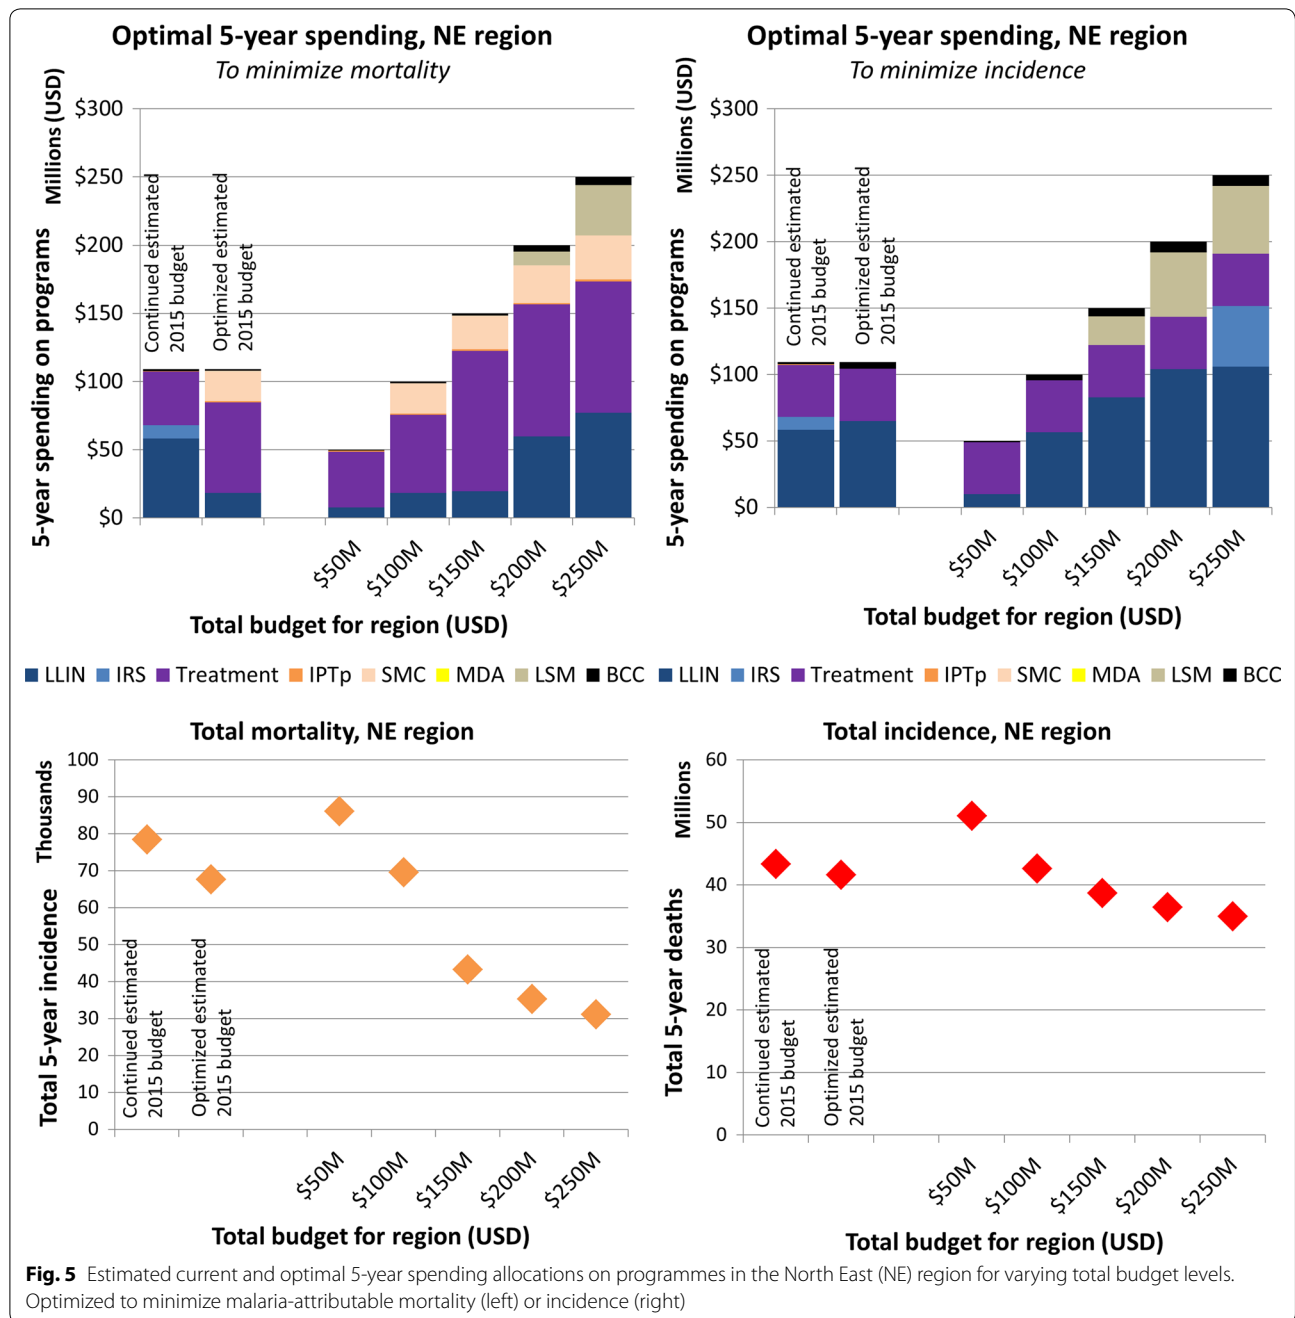 Optimal 5-year spending, NE region
To minimize mortality
5-year spending on programs
Millions (USD)
$300
$250
$200
$150
$100
$50
$0
Continued estimated
2015 budget
Optimized estimated
2015 budget
$50M
$100M
$150M
$200M
$250M
Total budget for region (USD)
LLIN IRS Treatment IPTp SMC MDA LSM BCC
Optimal 5-year spending, NE region
To minimize incidence
5-year spending on programs
Millions (USD)
$300
$250
$200
$150
$100
$50
$0
Continued estimated
2015 budget
Optimized estimated
2015 budget
$50M
$100M
$150M
$200M
$250M
Total budget for region (USD)
LLIN IRS Treatment IPTp SMC MDA LSM BCC
Total mortality, NE region
Total 5-year incidence
Thousands
100
90
80
70
60
50
40
30
20
10
0
Continued estimated
2015 budget
Optimized estimated
2015 budget
$50M
$100M
$150M
$200M
$250M
Total budget for region (USD)
Total incidence, NE region
Total 5-year deaths
Millions
60
50
40
30
20
10
0
Continued estimated
2015 budget
Optimized estimated
2015 budget
$50M
$100M
$150M
$200M
$250M
Total budget for region (USD)
Fig. 5 Estimated current and optimal 5-year spending allocations on programmes in the North East (NE) region for varying total budget levels.
Optimized to minimize malaria-attributable mortality (left) or incidence (right)